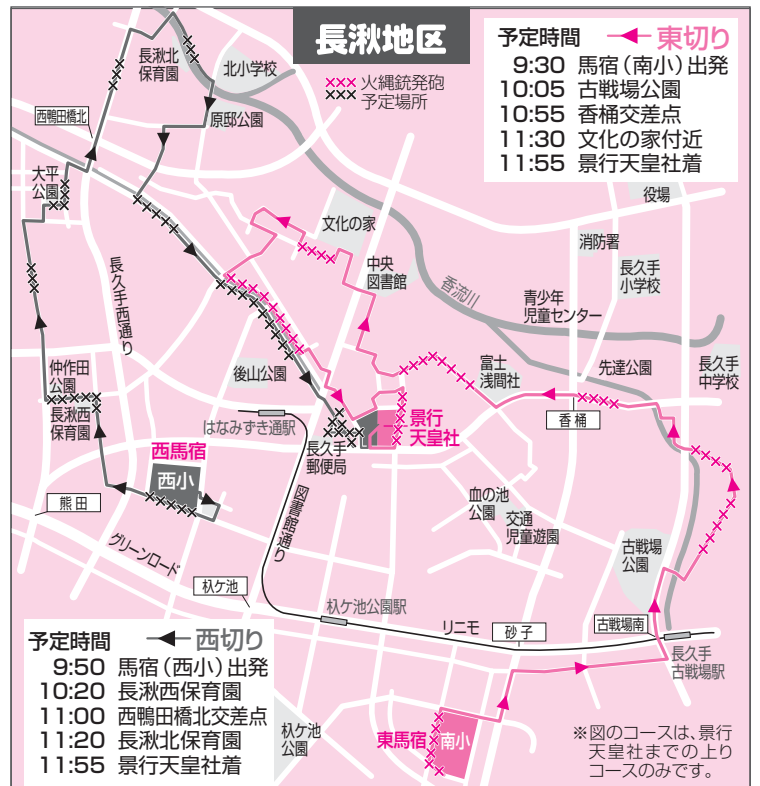 長湫地区
×××火縄銃発砲
×××予定場所
予定時間 東切り
9:30 馬宿(南小)出発
10:05 古戦場公園
10:55 香桶交差点
11:30 文化の家付近
11:55 景行天皇社着
長湫北
保育園
北小学校
西鴨田橋北
原邸公園
大平
公園
文化の家
中央
図書館
香流川
役場
消防署
長久手
小学校
青少年
児童センター
長久手西通り
仲作田
公園
長湫西
保育園
後山公園
富士
浅間社
先達公園
長久手
中学校
はなみずき通駅
景行
天皇社
香桶
西馬宿
西小
長久手
郵便局
熊田
図書館通り
血の池
公園
交通
児童遊園
グリーンロード
古戦場
公園
杁ケ池
杁ケ池公園駅
リニモ
砂子
古戦場南
長久手
古戦場駅
予定時間 西切り
9:50 馬宿(西小)出発
10:20 長湫西保育園
11:00 西鴨田橋北交差点
11:20 長湫北保育園
11:55 景行天皇社着
杁ケ池
公園
東馬宿
南小
※図のコースは、景行
天皇社までの上り
コースのみです。